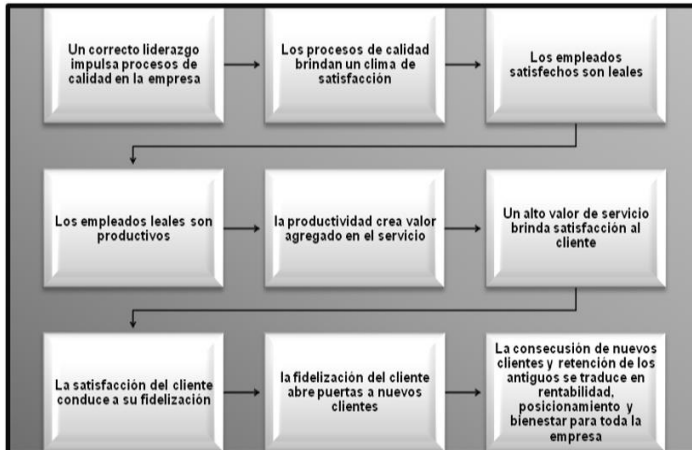 Un correcto liderazgo
impulsa procesos de
calidad en la empresa
Los procesos de calidad
brindan un clima de
satisfacción
Los empleados
satisfechos son leales
Los empleados leales son
productivos
la productividad crea valor
agregado en el servicio
Un alto valor de servicio
brinda satisfacción al
cliente
La satisfacción del cliente
conduce a su fidelización
la fidelización del cliente
abre puertas a nuevos
clientes
La consecusión de nuevos
clientes y retención de los
antiguos se traduce en
rentabilidad,
posicionamiento y
bienestar para toda la
empresa